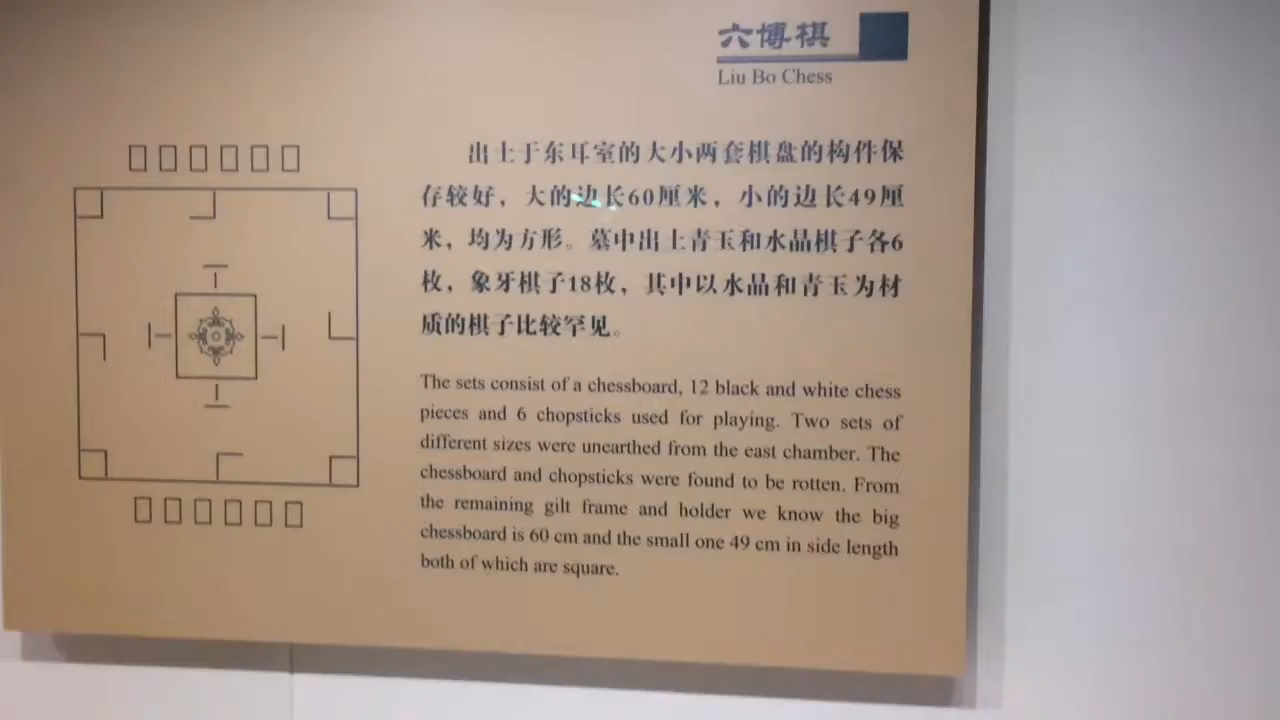 六博棋
Liu Bo Chess
出土于东耳室的大小两套棋盘的构件保
存较好，大的边长60厘米，小的边长49厘
米，均为方形。墓中出土青玉和水晶棋子各6
枚，象牙棋子18枚，其中以水晶和青玉为材
质的棋子比较罕见。
The sets consist of a chessboard, 12 black and white chess
pieces and 6 chopsticks used for playing. Two sets of
different sizes were unearthed from the east chamber. The
chessboard and chopsticks were found to be rotten. From
the remaining gilt frame and holder we know the big
chessboard is 60 cm and the small one 49 cm in side length
both of which are square.